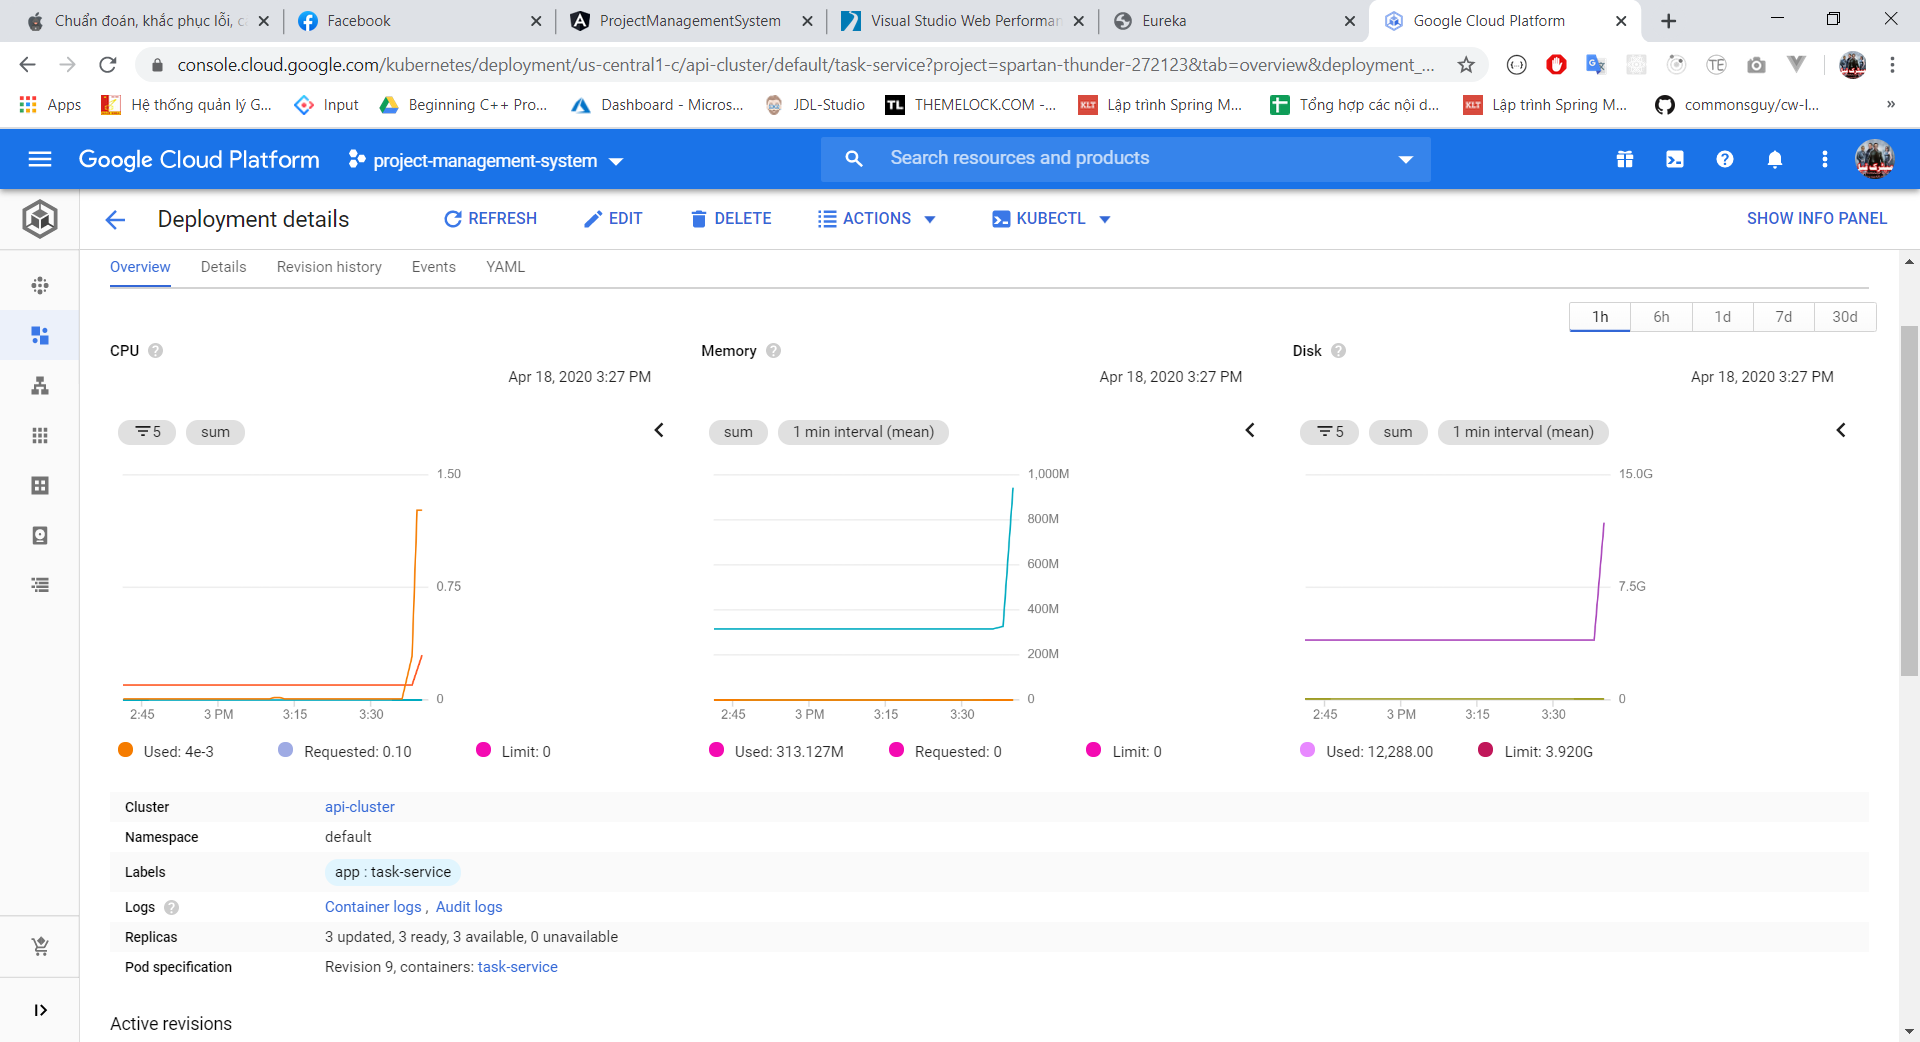 Chuẩn đoán, khắc phục lỗi, c
Facebook
ProjectManagementSystem
Visual Studio Web Performan
Eureka
Google Cloud Platform
console.cloud.google.com/kubernetes/deployment/us-central1-c/api-cluster/default/task-service?project=spartan-thunder-272123&tab=overview&deployment_...
Apps
Hệ thống quản lý G...
Input
Beginning C++ Pro...
Dashboard - Micros...
JDL-Studio
TL
THEMELOCK.COM -...
KLT
Lập trình Spring M...
Tổng hợp các nội d...
KLT
Lập trình Spring M...
commonsguy/cw-l...
»
Google Cloud Platform
project-management-system
Search resources and products
Deployment details
REFRESH
EDIT
DELETE
ACTIONS
KUBECTL
SHOW INFO PANEL
Overview
Details
Revision history
Events
YAML
1h
6h
1d
7d
30d
CPU
Memory
Disk
Apr 18, 2020 3:27 PM
Apr 18, 2020 3:27 PM
Apr 18, 2020 3:27 PM
5
sum
sum
1 min interval (mean)
5
sum
1 min interval (mean)
1.50
0.75
0
2:45
3 PM
3:15
3:30
1,000M
800M
600M
400M
200M
0
2:45
3 PM
3:15
3:30
15.0G
7.5G
0
2:45
3 PM
3:15
3:30
Used: 4e-3
Requested: 0.10
Limit: 0
Used: 313.127M
Requested: 0
Limit: 0
Used: 12,288.00
Limit: 3.920G
Cluster
api-cluster
Namespace
default
Labels
app : task-service
Logs
Container logs , Audit logs
Replicas
3 updated, 3 ready, 3 available, 0 unavailable
Pod specification
Revision 9, containers: task-service
Active revisions